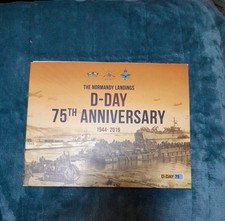 THE NORMANDY LANDINGS
D-DAY
75TH ANNIVERSARY
1944-2019
D-DAY 75